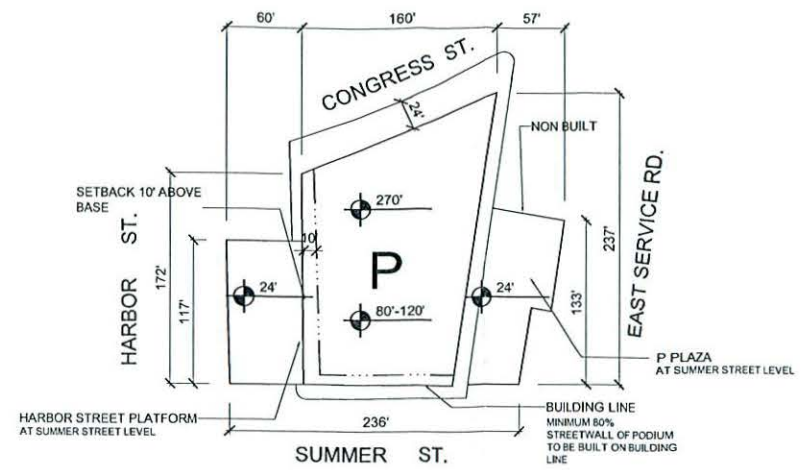 60'
160'
57'
CONGRESS ST.
24'
NON BUILT
SETBACK 10' ABOVE
BASE
270'
10'
HARBOR ST.
172'
117'
P
237'
EAST SERVICE RD.
24'
24'
133'
80'-120'
P PLAZA
AT SUMMER STREET LEVEL
HARBOR STREET PLATFORM
AT SUMMER STREET LEVEL
236'
BUILDING LINE
MINIMUM 80%
STREETWALL OF PODIUM
TO BE BUILT ON BUILDING
LINE
SUMMER ST.